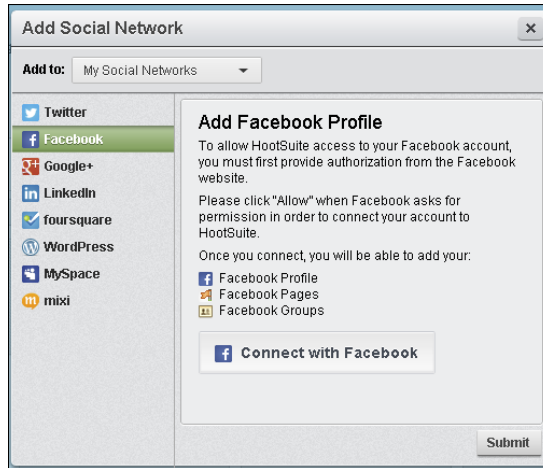 Add Social Network
Add to: My Social Networks
Twitter
Facebook
Google+
LinkedIn
foursquare
WordPress
MySpace
mixi
Add Facebook Profile
To allow HootSuite access to your Facebook account,
you must first provide authorization from the Facebook
website.
Please click "Allow" when Facebook asks for
permission in order to connect your account to
HootSuite.
Once you connect, you will be able to add your:
Facebook Profile
Facebook Pages
Facebook Groups
Connect with Facebook
Submit